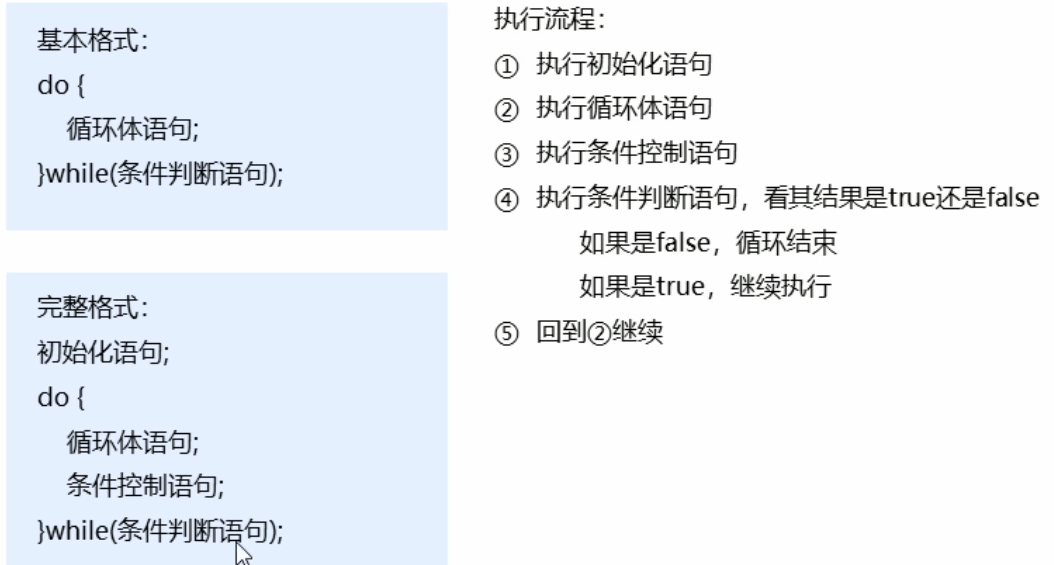 基本格式：
do {
循环体语句;
}while(条件判断语句);
完整格式：
初始化语句;
do {
循环体语句;
条件控制语句;
}while(条件判断语句);
执行流程：
① 执行初始化语句
② 执行循环体语句
③ 执行条件控制语句
④ 执行条件判断语句，看其结果是true还是false
如果是false，循环结束
如果是true，继续执行
⑤ 回到②继续